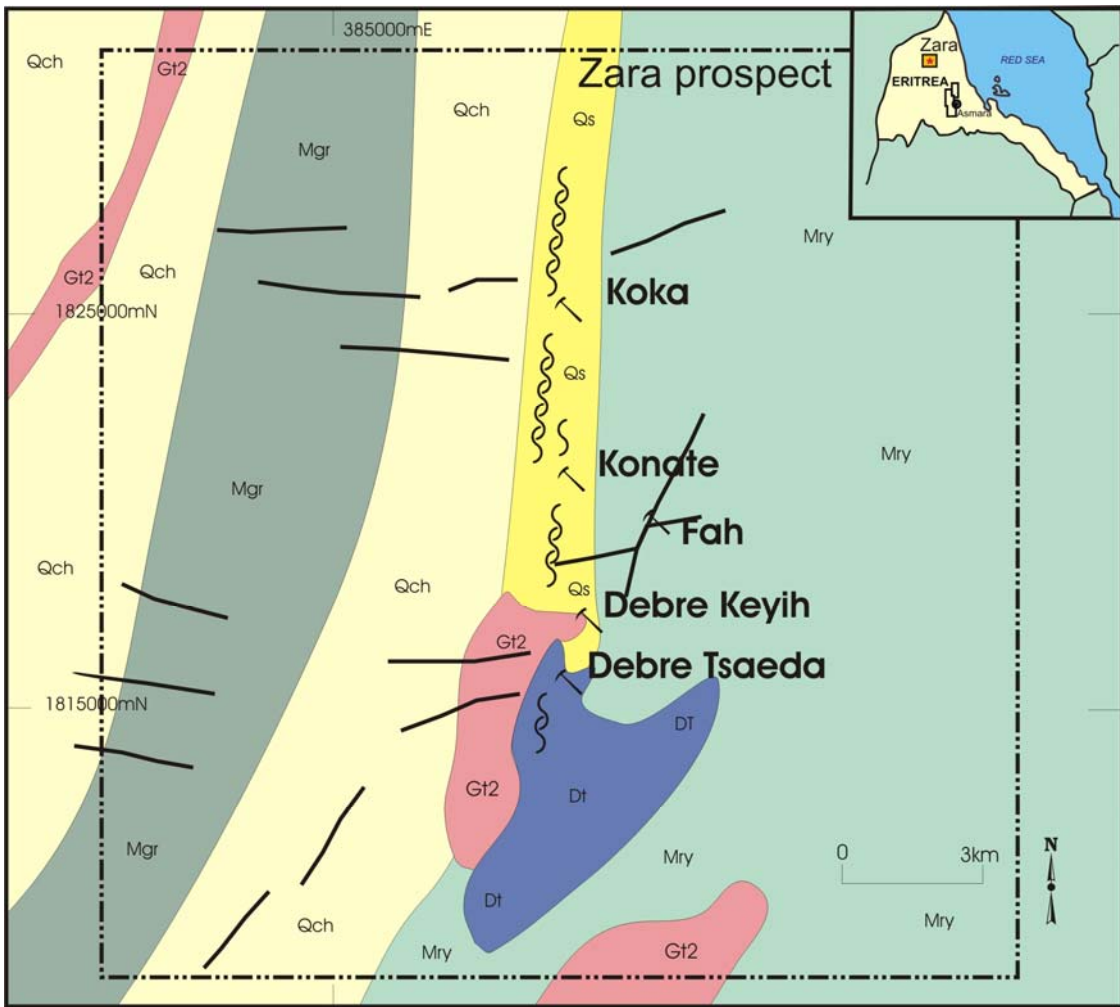 385000mE
Qch
Gt2
Zara prospect
Qch
Qs
Mgr
Zara
RED SEA
ERITREA
Asmara
Mry
Gt2
Qch
Koka
1825000mN
Qs
Mry
Konate
Mgr
Fah
Qch
Qch
Qs
Debre Keyih
Gt2
Debre Tsaeda
1815000mN
DT
Gt2
Dt
Mgr
Mry
0
3km
N
Dt
Qch
Mry
Gt2
Mry